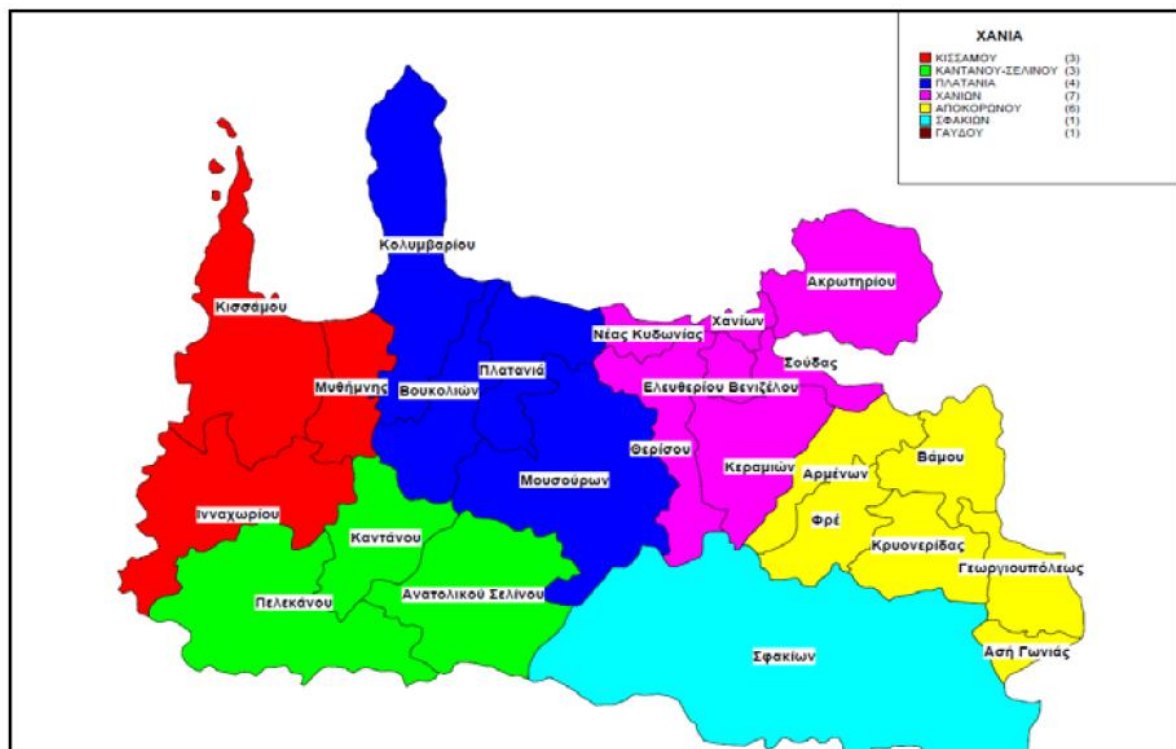 ΧΑΝΙΑ
ΚΙΣΣΑΜΟΥ (3)
ΚΑΝΤΑΝΟΥ-ΣΕΛΙΝΟΥ (3)
ΠΛΑΤΑΝΙΑ (4)
ΧΑΝΙΩΝ (7)
ΑΠΟΚΟΡΩΝΟΥ (6)
ΣΦΑΚΙΩΝ (1)
ΓΑΥΔΟΥ (1)
Κολυμβαρίου
Ακρωτηρίου
Κισσάμου
Χανίων
Νέας Κυδωνίας
Σούδας
Πλατανιά
Μυθήμνης
Βουκολιών
Ελευθερίου Βενιζέλου
Θερίσου
Βάμου
Κεραμιών
Αρμένων
Μουσούρων
Ινναχωρίου
Φρέ
Καντάνου
Κρυονερίδας
Γεωργιουπόλεως
Πελεκάνου
Ανατολικού Σελίνου
Ασή Γωνιάς
Σφακίων